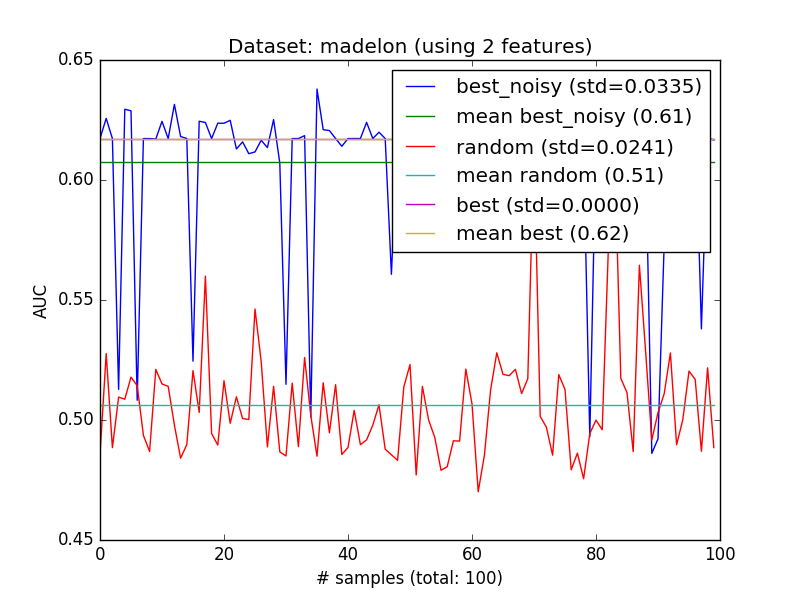 Dataset: madelon (using 2 features)
0.65
0.60
0.55
0.50
0.45
AUC
best_noisy (std=0.0335)
mean best_noisy (0.61)
random (std=0.0241)
mean random (0.51)
best (std=0.0000)
mean best (0.62)
0 20 40 60 80 100
# samples (total: 100)